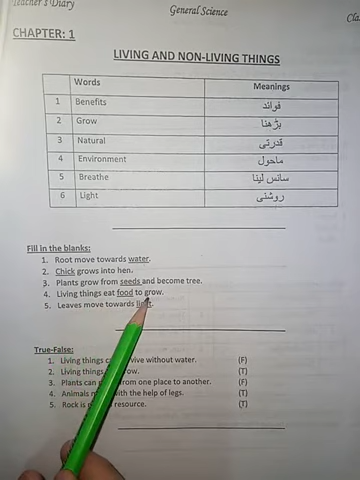 Teacher's Diary General Science
CHAPTER: 1
LIVING AND NON-LIVING THINGS
Words Meanings
1 Benefits فوائد
2 Grow بڑھنا
3 Natural قدرتی
4 Environment ماحول
5 Breathe سانس لینا
6 Light روشنی
Fill in the blanks:
1. Root move towards water.
2. Chick grows into hen.
3. Plants grow from seeds and become tree.
4. Living things eat food to grow.
5. Leaves move towards light.
True-False:
1. Living things vive without water. (F)
2. Living things ow. (T)
3. Plants can from one place to another. (F)
4. Animals with the help of legs. (T)
5. Rock is resource. (T)